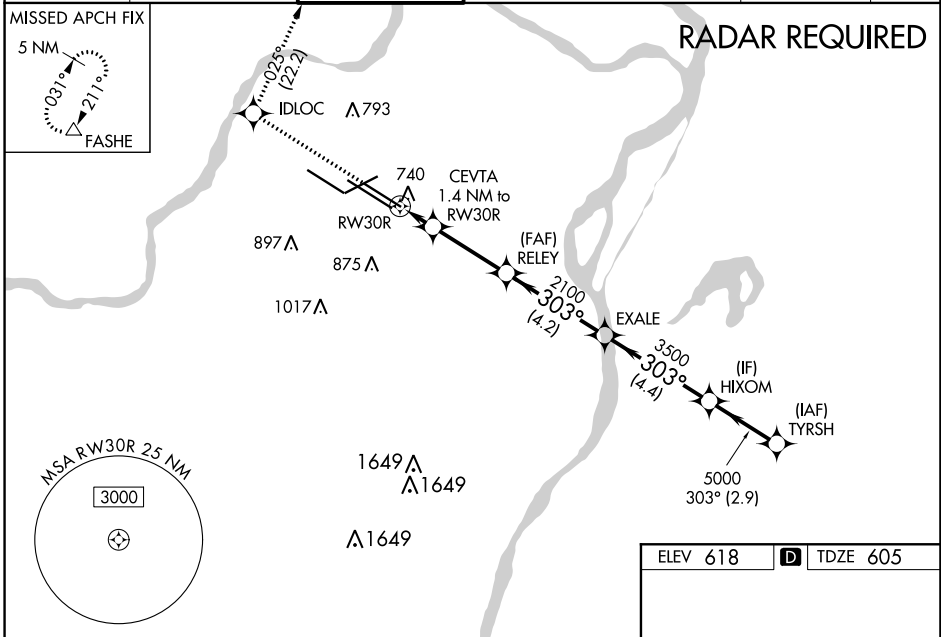 MISSED APCH FIX
5 NM
031°
211°
FASHE
RADAR REQUIRED
025°
(22.2)
IDLOC
793
740
CEVTA
1.4 NM to
RW30R
RW30R
897
875
1017
(FAF)
RELEY
2100
303°
(4.2)
EXALE
3500
303°
(4.4)
(IF)
HIXOM
(IAF)
TYRSH
5000
303° (2.9)
1649
1649
1649
MSA RW30R 25 NM
3000
ELEV 618 D TDZE 605